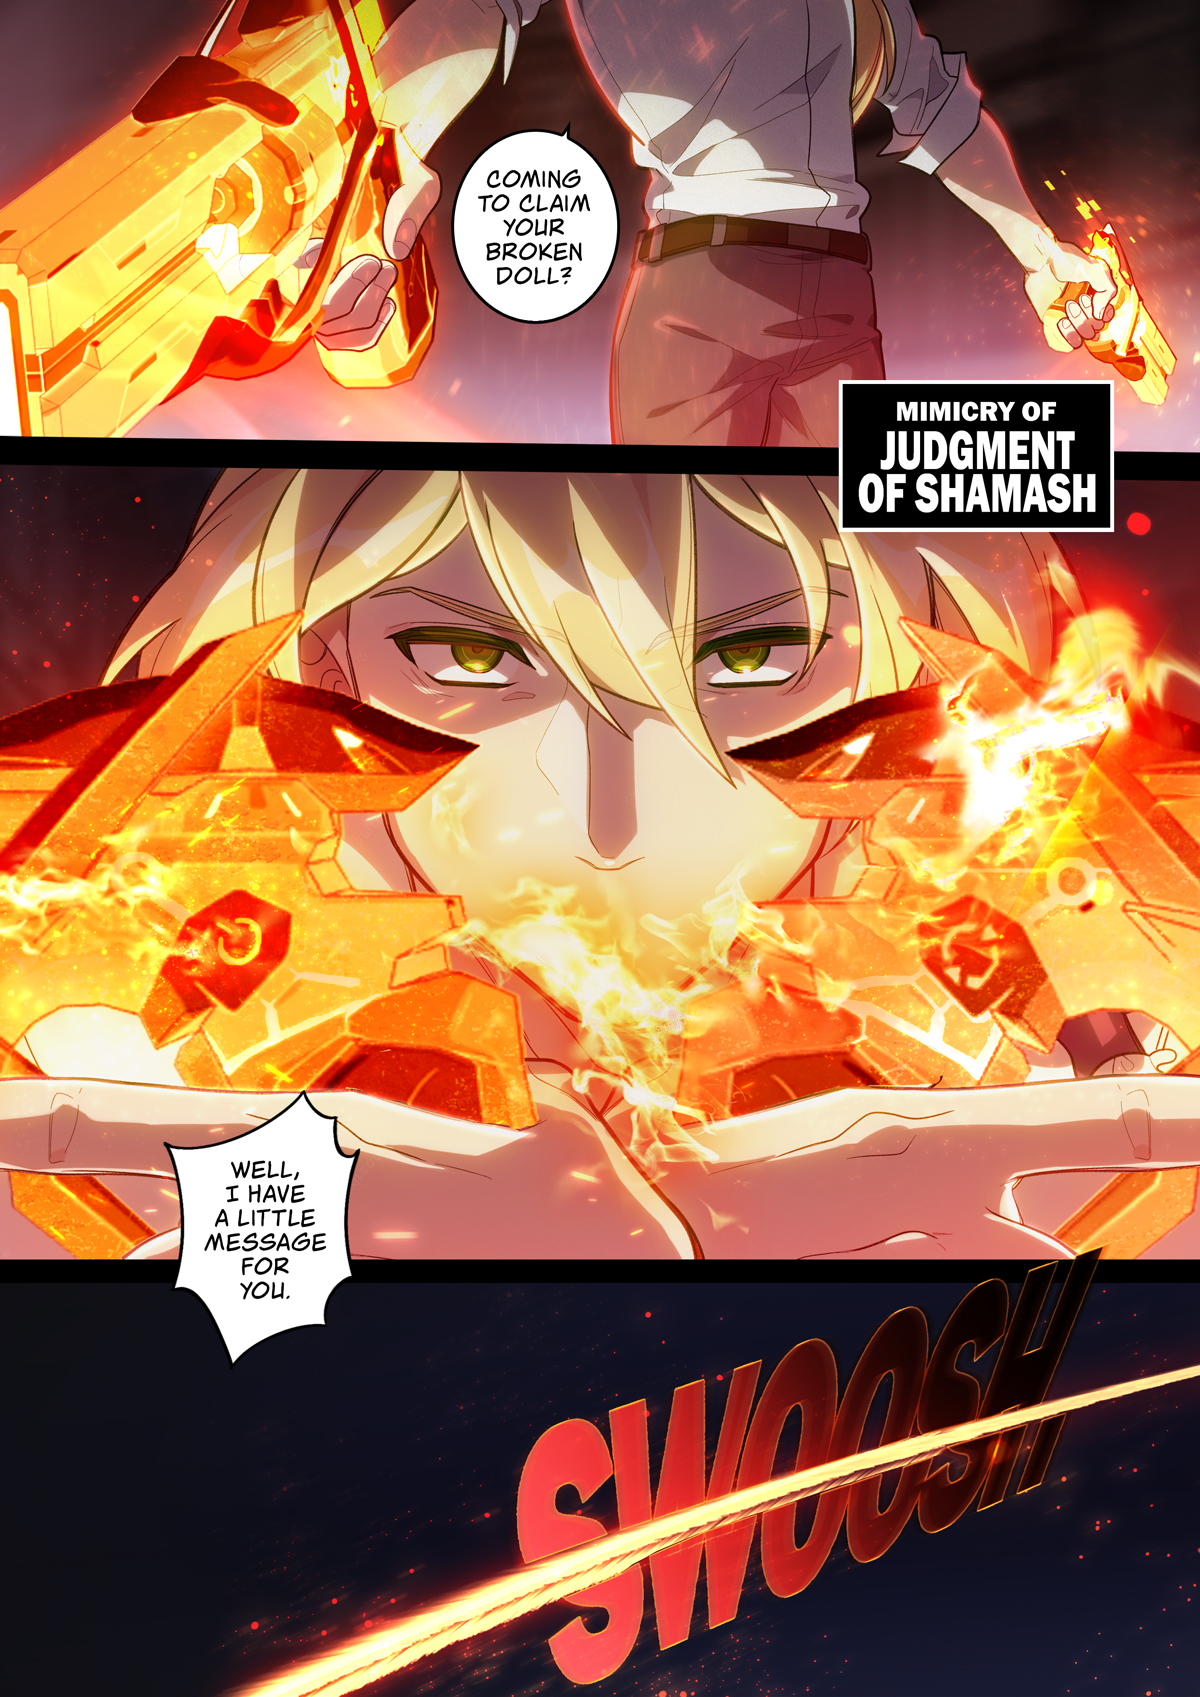 COMING
TO CLAIM
YOUR
BROKEN
DOLL?
MIMICRY OF
JUDGMENT
OF SHAMASH
WELL,
I HAVE
A LITTLE
MESSAGE
FOR
YOU.
SWOOSH